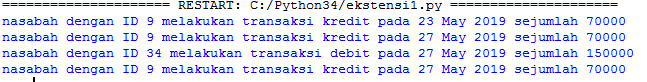 ==================== RESTART: C:/Python34/ekstensi1.py ====================
nasabah dengan ID 9 melakukan transaksi kredit pada 23 May 2019 sejumlah 70000
nasabah dengan ID 9 melakukan transaksi kredit pada 27 May 2019 sejumlah 70000
nasabah dengan ID 34 melakukan transaksi debit pada 27 May 2019 sejumlah 150000
nasabah dengan ID 9 melakukan transaksi kredit pada 27 May 2019 sejumlah 70000